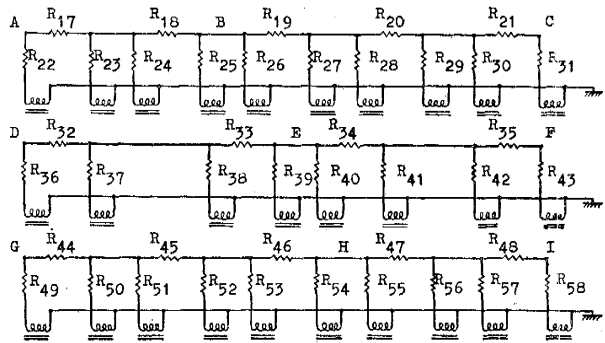 A R17 R18 B R19 R20 R21 C
R22 R23 R24 R25 R26 R27 R28 R29 R30 R31
D R32 R33 E R34 R35 F
R36 R37 R38 R39 R40 R41 R42 R43
G R44 R45 R46 H R47 R48 I
R49 R50 R51 R52 R53 R54 R55 R56 R57 R58